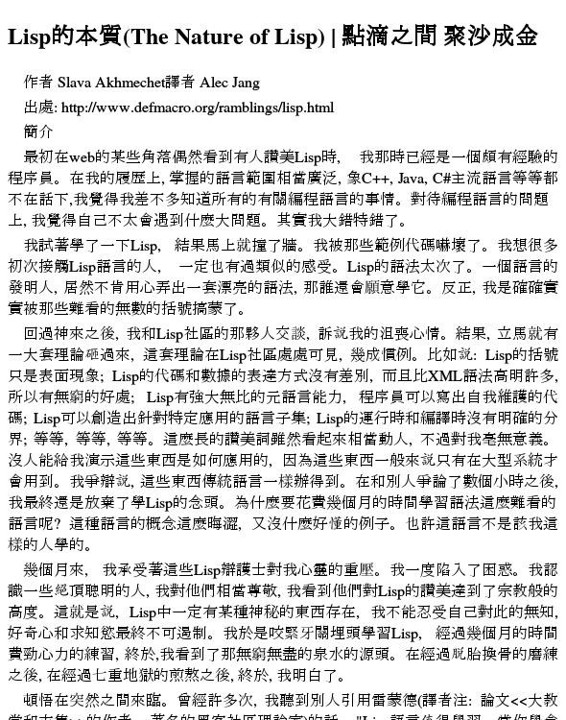 Lisp的本質(The Nature of Lisp) | 點滴之間 聚沙成金
作者 Slava Akhmechet譯者 Alec Jang
出處: http://www.defmacro.org/ramblings/lisp.html
簡介
最初在web的某些角落偶然看到有人讚美Lisp時, 我那時已經是一個頗有經驗的
程序員。在我的履歷上, 掌握的語言範圍相當廣泛, 象C++, Java, C#主流語言等等都
不在話下,我覺得我差不多知道所有的有關編程語言的事情。對待編程語言的問題
上, 我覺得自己不太會遇到什麼大問題。其實我大錯特錯了。
我試著學了一下Lisp, 結果馬上就撞了牆。我被那些範例代碼嚇壞了。我想很多
初次接觸Lisp語言的人, 一定也有過類似的感受。Lisp的語法太次了。一個語言的
發明人, 居然不肯用心弄出一套漂亮的語法, 那誰還會願意學它。反正, 我是確確實
實被那些難看的無數的括號搞蒙了。
回過神來之後, 我和Lisp社區的那夥人交談, 訴説我的沮喪心情。結果, 立馬就有
一大套理論砸過來, 這套理論在Lisp社區處處可見, 幾成慣例。比如説: Lisp的括號
只是表面現象; Lisp的代碼和數據的表達方式沒有差別, 而且比XML語法高明許多,
所以有無窮的好處; Lisp有強大無比的元語言能力, 程序員可以寫出自我維護的代
碼; Lisp可以創造出針對特定應用的語言子集; Lisp的運行時和編譯時沒有明確的分
界; 等等, 等等, 等等。這麼長的讚美詞雖然看起來相當動人, 不過對我毫無意義。
沒人能給我演示這些東西是如何應用的, 因為這些東西一般來説只有在大型系統才
會用到。我爭辯説, 這些東西傳統語言一樣辦得到。在和別人爭論了數個小時之後,
我最終還是放棄了學Lisp的念頭。為什麼要花費幾個月的時間學習語法這麼難看的
語言呢? 這種語言的概念這麼晦澀, 又沒什麼好懂的例子。也許這語言不是該我這
樣的人學的。
幾個月來, 我承受著這些Lisp辯護士對我心靈的重壓。我一度陷入了困惑。我認
識一些絕頂聰明的人, 我對他們相當尊敬, 我看到他們對Lisp的讚美達到了宗教般的
高度。這就是説, Lisp中一定有某種神秘的東西存在, 我不能忍受自己對此的無知,
好奇心和求知慾最終不可遏制。我於是咬緊牙關埋頭學習Lisp, 經過幾個月的時間
費勁心力的練習, 終於,我看到了那無窮無盡的泉水的源頭。在經過脫胎換骨的磨練
之後, 在經過七重地獄的煎熬之後, 終於, 我明白了。
頓悟在突然之間來臨。曾經許多次, 我聽到別人引用雷蒙德(譯者注: 論文<<大教